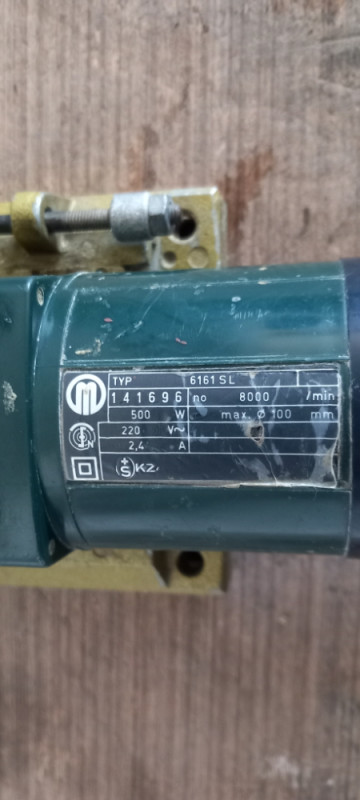 TYP 6161 SL
141696 no 8000 /min
500 W max. Ø 100 mm
220 V~
2,4 A
+S KZ